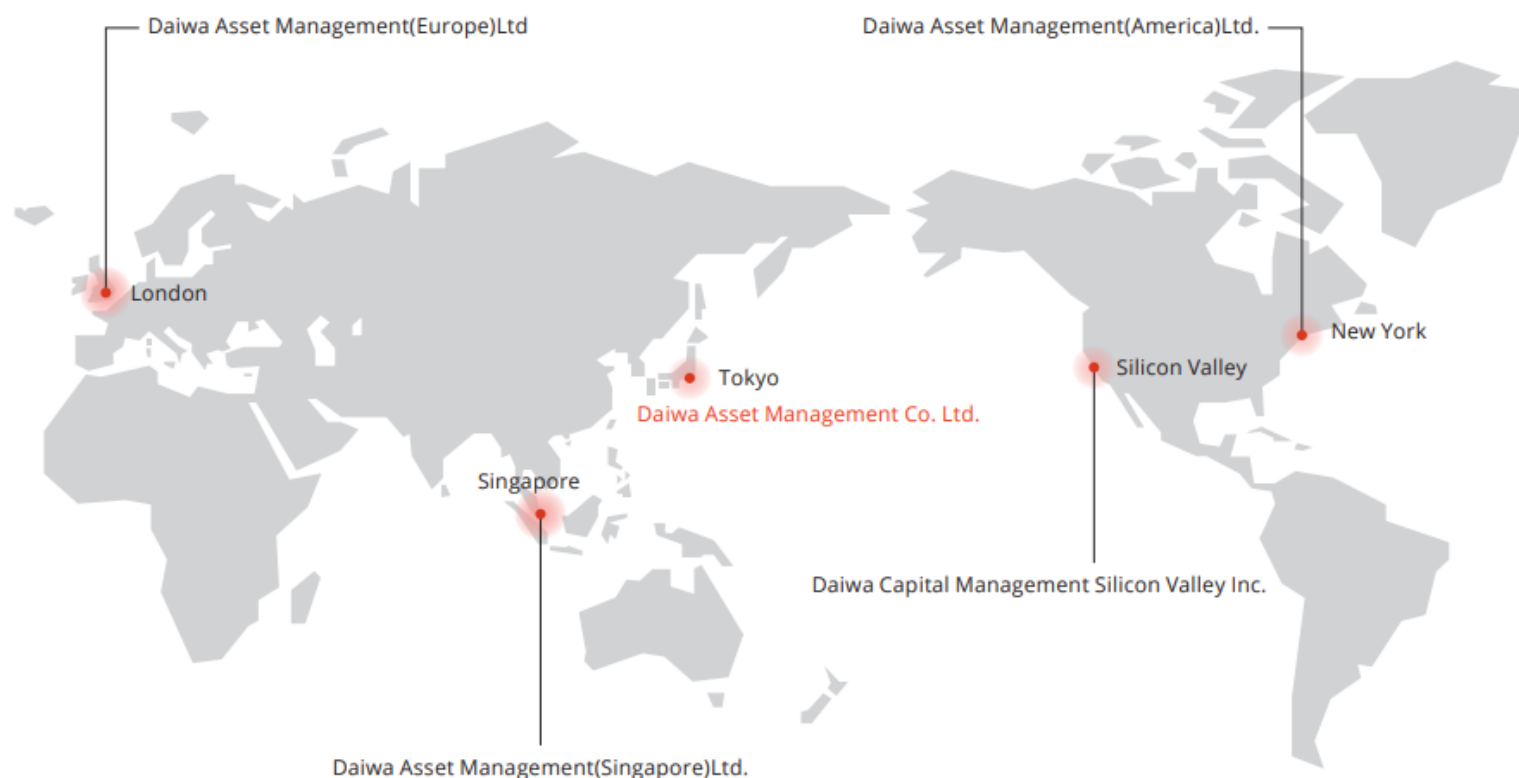 Daiwa Asset Management(Europe)Ltd
Daiwa Asset Management(America)Ltd.
London
New York
Silicon Valley
Tokyo
Daiwa Asset Management Co. Ltd.
Singapore
Daiwa Capital Management Silicon Valley Inc.
Daiwa Asset Management(Singapore)Ltd.